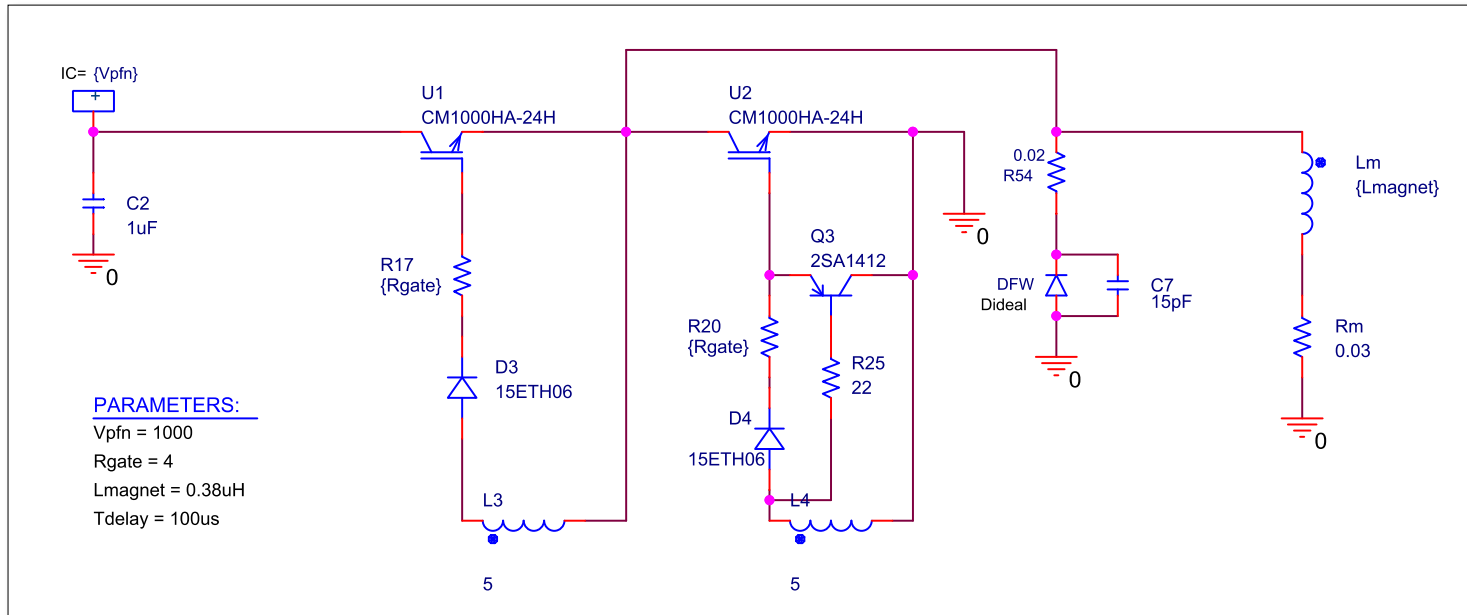 IC= {Vpfn}
+
U1
CM1000HA-24H
U2
CM1000HA-24H
C2
1uF
0
R17
{Rgate}
D3
15ETH06
L3
5
Q3
2SA1412
R20
{Rgate}
R25
22
D4
15ETH06
L4
5
0
0.02
R54
DFW
Dideal
C7
15pF
0
Lm
{Lmagnet}
Rm
0.03
0
PARAMETERS:
Vpfn = 1000
Rgate = 4
Lmagnet = 0.38uH
Tdelay = 100us